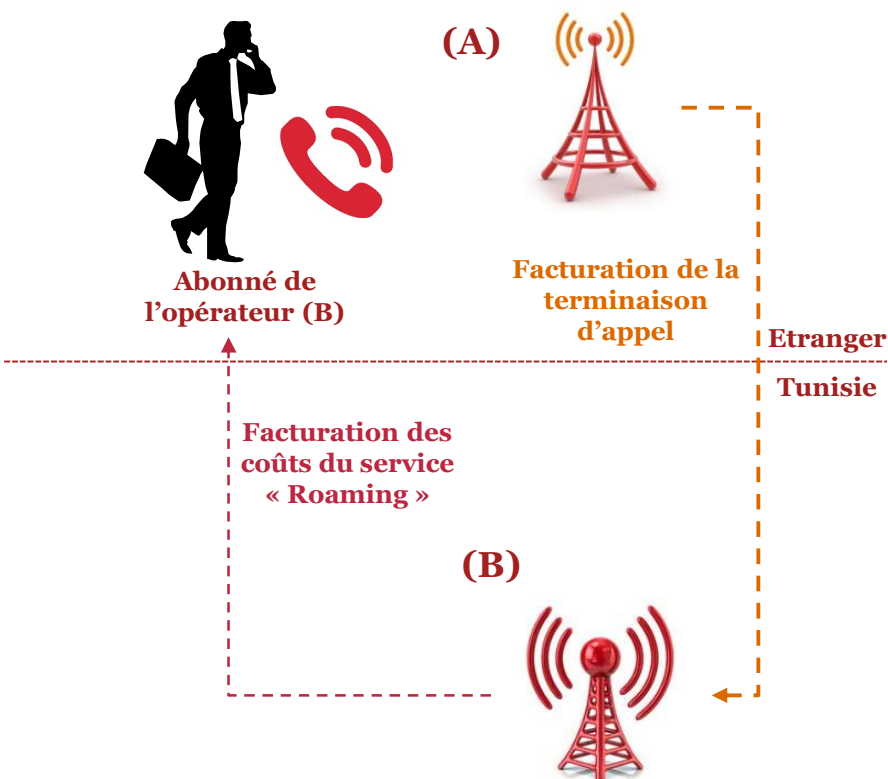 (A)
Abonné de
l’opérateur (B)
Facturation de la
terminaison
d’appel
Etranger
Tunisie
Facturation des
coûts du service
« Roaming »
(B)